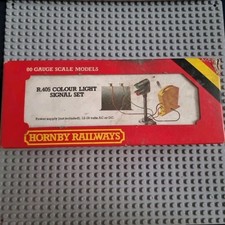 00 GAUGE SCALE MODELS
R.405 COLOUR LIGHT
SIGNAL SET
HORNBY RAILWAYS